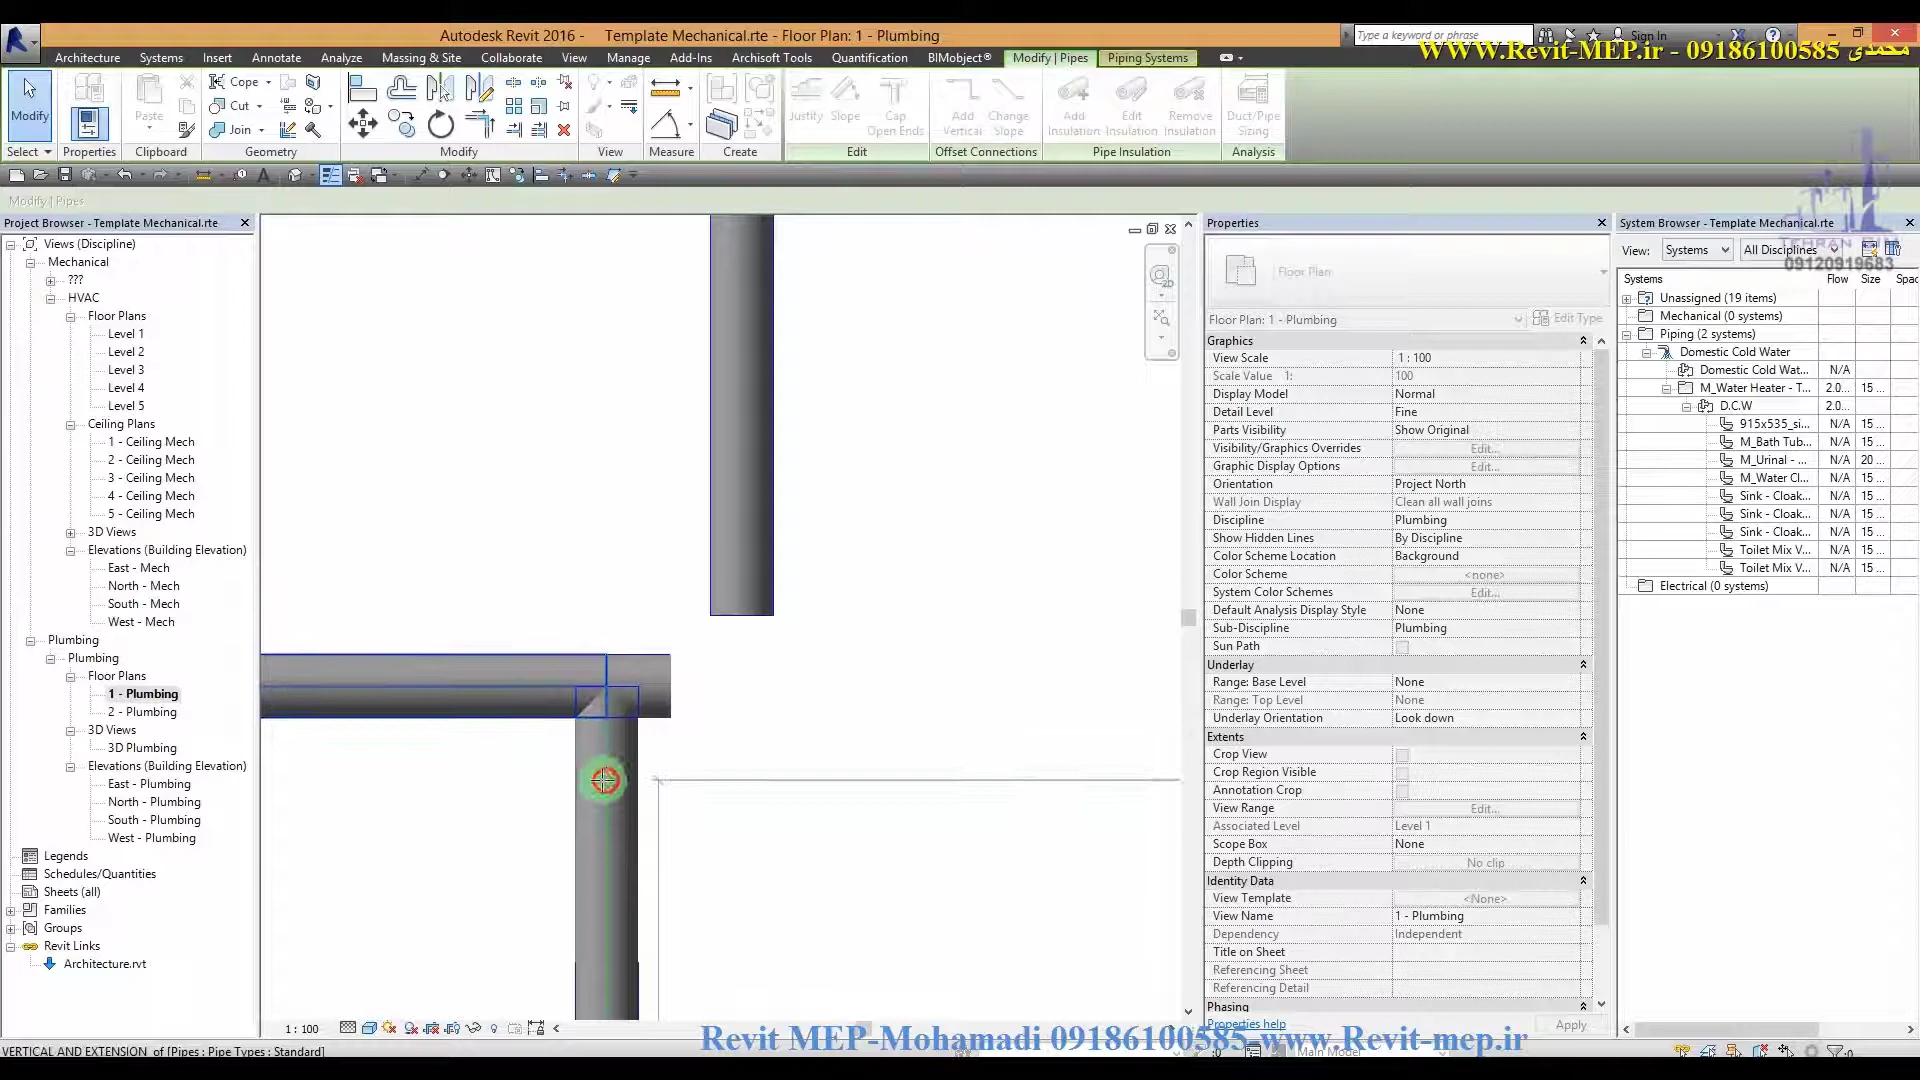 Autodesk Revit 2016 - Template Mechanical.rte - Floor Plan: 1 - Plumbing
Type a keyword or phrase
Sign In
WWW.Revit-MEP.ir - 09186100585 محمدی
Architecture Systems Insert Annotate Analyze Massing & Site Collaborate View Manage Add-Ins Archisoft Tools Quantification BIMobject® Modify | Pipes Piping Systems
Cope
Cut
Join
Modify
Paste
Justify Slope Cap Open Ends
Add Vertical Change Slope
Add Insulation Edit Insulation Remove Insulation
Duct/Pipe Sizing
Select Properties Clipboard Geometry Modify View Measure Create Edit Offset Connections Pipe Insulation Analysis
Modify | Pipes
TEHRAN
09120919683
Project Browser - Template Mechanical.rte
Views (Discipline)
Mechanical
???
HVAC
Floor Plans
Level 1
Level 2
Level 3
Level 4
Level 5
Ceiling Plans
1 - Ceiling Mech
2 - Ceiling Mech
3 - Ceiling Mech
4 - Ceiling Mech
5 - Ceiling Mech
3D Views
Elevations (Building Elevation)
East - Mech
North - Mech
South - Mech
West - Mech
Plumbing
Plumbing
Floor Plans
1 - Plumbing
2 - Plumbing
3D Views
3D Plumbing
Elevations (Building Elevation)
East - Plumbing
North - Plumbing
South - Plumbing
West - Plumbing
Legends
Schedules/Quantities
Sheets (all)
Families
Groups
Revit Links
Architecture.rvt
2D
1 : 100
Properties
Floor Plan
Floor Plan: 1 - Plumbing Edit Type
Graphics
View Scale 1 : 100
Scale Value 1: 100
Display Model Normal
Detail Level Fine
Parts Visibility Show Original
Visibility/Graphics Overrides Edit...
Graphic Display Options Edit...
Orientation Project North
Wall Join Display Clean all wall joins
Discipline Plumbing
Show Hidden Lines By Discipline
Color Scheme Location Background
Color Scheme <none>
System Color Schemes Edit...
Default Analysis Display Style None
Sub-Discipline Plumbing
Sun Path
Underlay
Range: Base Level None
Range: Top Level None
Underlay Orientation Look down
Extents
Crop View
Crop Region Visible
Annotation Crop
View Range Edit...
Associated Level Level 1
Scope Box None
Depth Clipping No clip
Identity Data
View Template <None>
View Name 1 - Plumbing
Dependency Independent
Title on Sheet
Referencing Sheet
Referencing Detail
Phasing
Properties help Apply
System Browser - Template Mechanical.rte
View: Systems All Disciplines
Systems Flow Size Spac
Unassigned (19 items)
Mechanical (0 systems)
Piping (2 systems)
Domestic Cold Water
Domestic Cold Wat... N/A
M_Water Heater - T... 2.0... 15 ...
D.C.W 2.0...
915x535_si... N/A 15 ...
M_Bath Tub... N/A 15 ...
M_Urinal - ... N/A 20 ...
M_Water Cl... N/A 15 ...
Sink - Cloak... N/A 15 ...
Sink - Cloak... N/A 15 ...
Sink - Cloak... N/A 15 ...
Toilet Mix V... N/A 15 ...
Toilet Mix V... N/A 15 ...
Electrical (0 systems)
Revit MEP-Mohamadi 09186100585-www.Revit-mep.ir
VERTICAL AND EXTENSION of [Pipes : Pipe Types : Standard]
:0 Main Model :0